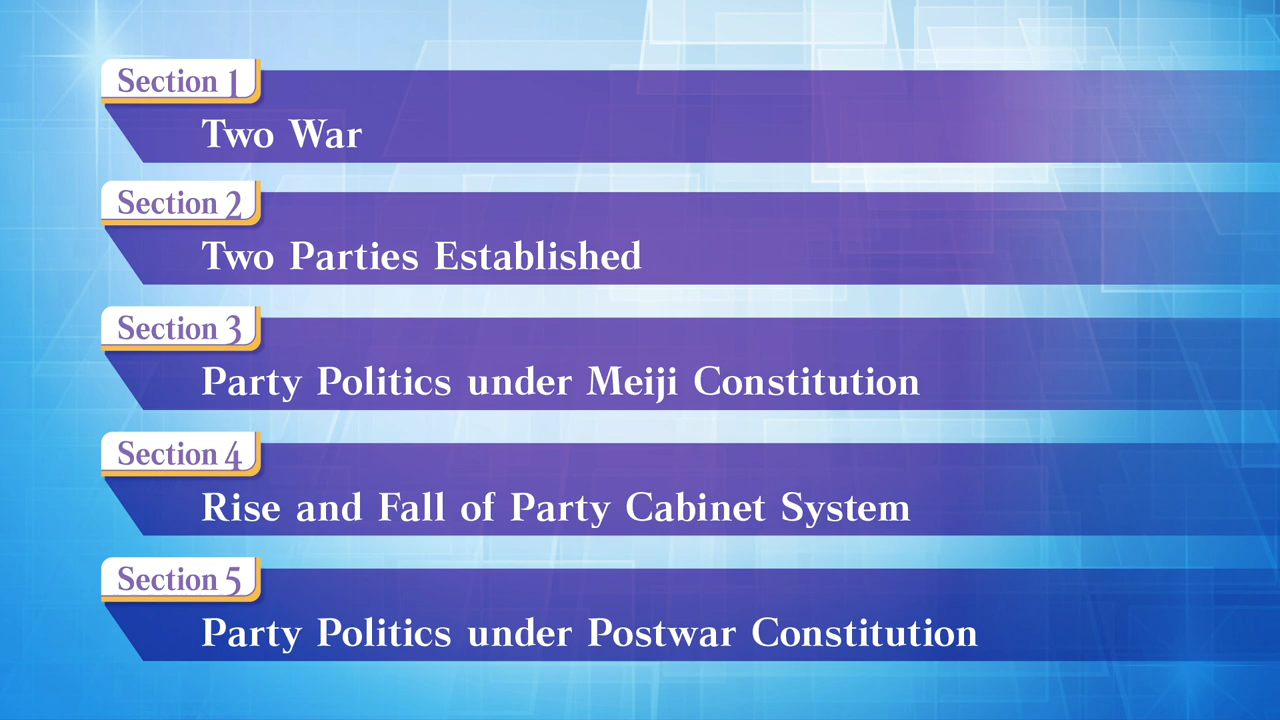 Section 1
Two War
Section 2
Two Parties Established
Section 3
Party Politics under Meiji Constitution
Section 4
Rise and Fall of Party Cabinet System
Section 5
Party Politics under Postwar Constitution